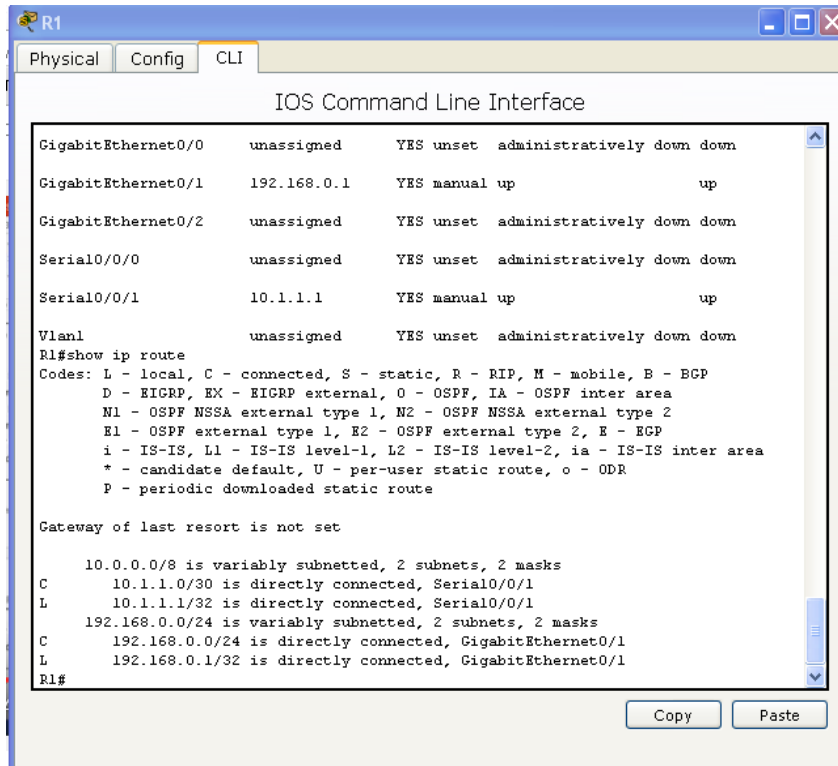 R1
Physical Config CLI
IOS Command Line Interface
GigabitEthernet0/0 unassigned YES unset administratively down down
GigabitEthernet0/1 192.168.0.1 YES manual up up
GigabitEthernet0/2 unassigned YES unset administratively down down
Serial0/0/0 unassigned YES unset administratively down down
Serial0/0/1 10.1.1.1 YES manual up up
Vlan1 unassigned YES unset administratively down down
R1#show ip route
Codes: L - local, C - connected, S - static, R - RIP, M - mobile, B - BGP
D - EIGRP, EX - EIGRP external, O - OSPF, IA - OSPF inter area
N1 - OSPF NSSA external type 1, N2 - OSPF NSSA external type 2
E1 - OSPF external type 1, E2 - OSPF external type 2, E - EGP
i - IS-IS, L1 - IS-IS level-1, L2 - IS-IS level-2, ia - IS-IS inter area
* - candidate default, U - per-user static route, o - ODR
P - periodic downloaded static route
Gateway of last resort is not set
10.0.0.0/8 is variably subnetted, 2 subnets, 2 masks
C 10.1.1.0/30 is directly connected, Serial0/0/1
L 10.1.1.1/32 is directly connected, Serial0/0/1
192.168.0.0/24 is variably subnetted, 2 subnets, 2 masks
C 192.168.0.0/24 is directly connected, GigabitEthernet0/1
L 192.168.0.1/32 is directly connected, GigabitEthernet0/1
R1#
Copy Paste